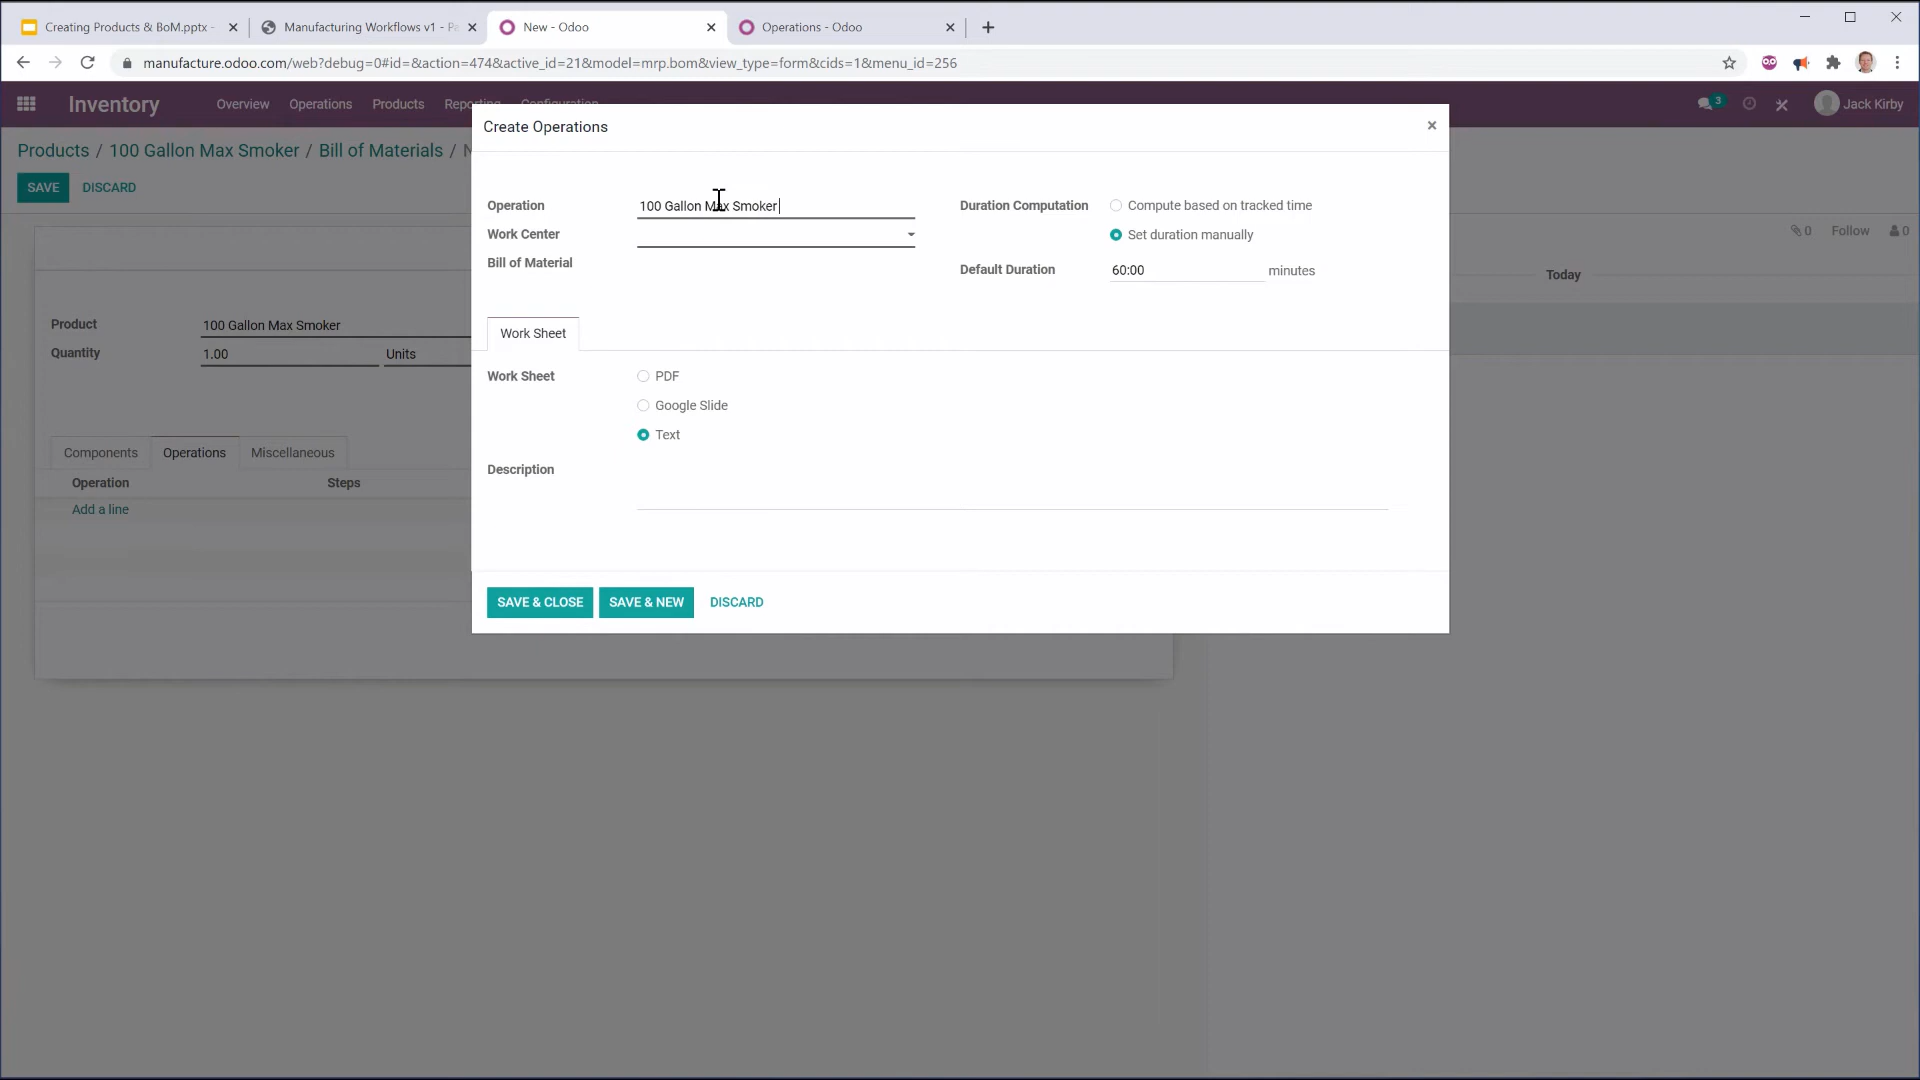 Creating Products & BoM.pptx -
Manufacturing Workflows v1 - Pa
New - Odoo
Operations - Odoo
manufacture.odoo.com/web?debug=0#id=&action=474&active_id=21&model=mrp.bom&view_type=form&cids=1&menu_id=256
Inventory
Overview
Operations
Products
Reporting
Configuration
3
Jack Kirby
Create Operations
Products / 100 Gallon Max Smoker / Bill of Materials /
SAVE
DISCARD
Operation
100 Gallon Max Smoker
Duration Computation
Compute based on tracked time
Work Center
Set duration manually
0
Follow
0
Bill of Material
Default Duration
60:00
minutes
Today
Product
100 Gallon Max Smoker
Work Sheet
Quantity
1.00
Units
Work Sheet
PDF
Google Slide
Text
Components
Operations
Miscellaneous
Description
Operation
Steps
Add a line
SAVE & CLOSE
SAVE & NEW
DISCARD